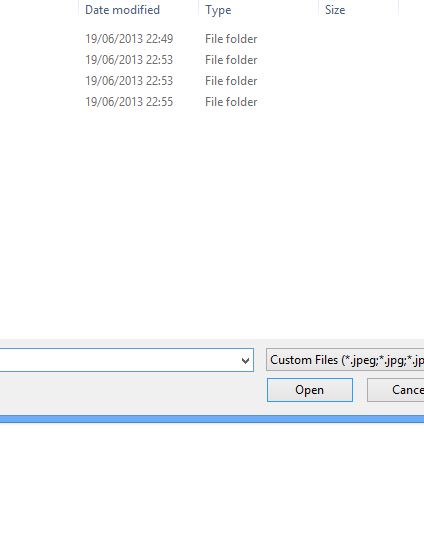 Date modified Type Size
19/06/2013 22:49 File folder
19/06/2013 22:53 File folder
19/06/2013 22:53 File folder
19/06/2013 22:55 File folder
Custom Files (*.jpeg;*.jpg;*.jp
Open Cance